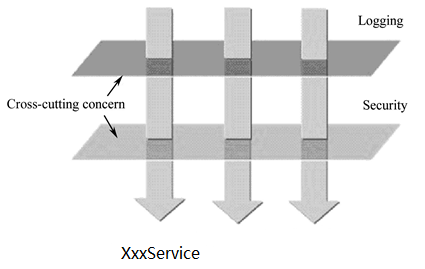 Logging
Cross-cutting concern
Security
XxxService